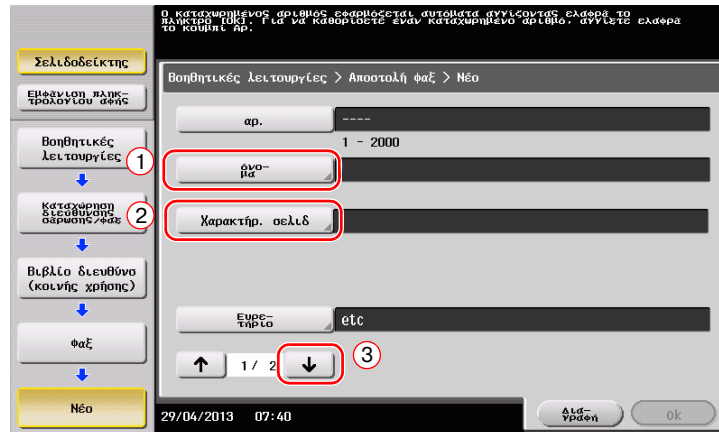 Ο καταχωρημένος αριθμός εφαρμόζεται αυτόματα αγγίζοντας ελαφρά το
πλήκτρο [OK]. Για να καθορίσετε έναν καταχωρημένο αριθμό, αγγίξτε ελαφρά
το κουμπί Αρ.
Σελιδοδείκτης
Εμφάνιση πληκ-
τρολογίου αφής
Βοηθητικές
λειτουργίες
1
Καταχώρηση
διεύθυνσης
σάρωσης/φαξ
2
Βιβλίο διευθύνσ
(κοινής χρήσης)
φαξ
Νέο
Βοηθητικές λειτουργίες > Αποστολή φαξ > Νέο
αρ.
----
1 - 2000
όνο-
μα
Χαρακτήρ. σελιδ
Ευρε-
τήριο
etc
↑ 1/ 2 ↓
3
29/04/2013 07:40
Δια-
γραφή
ok